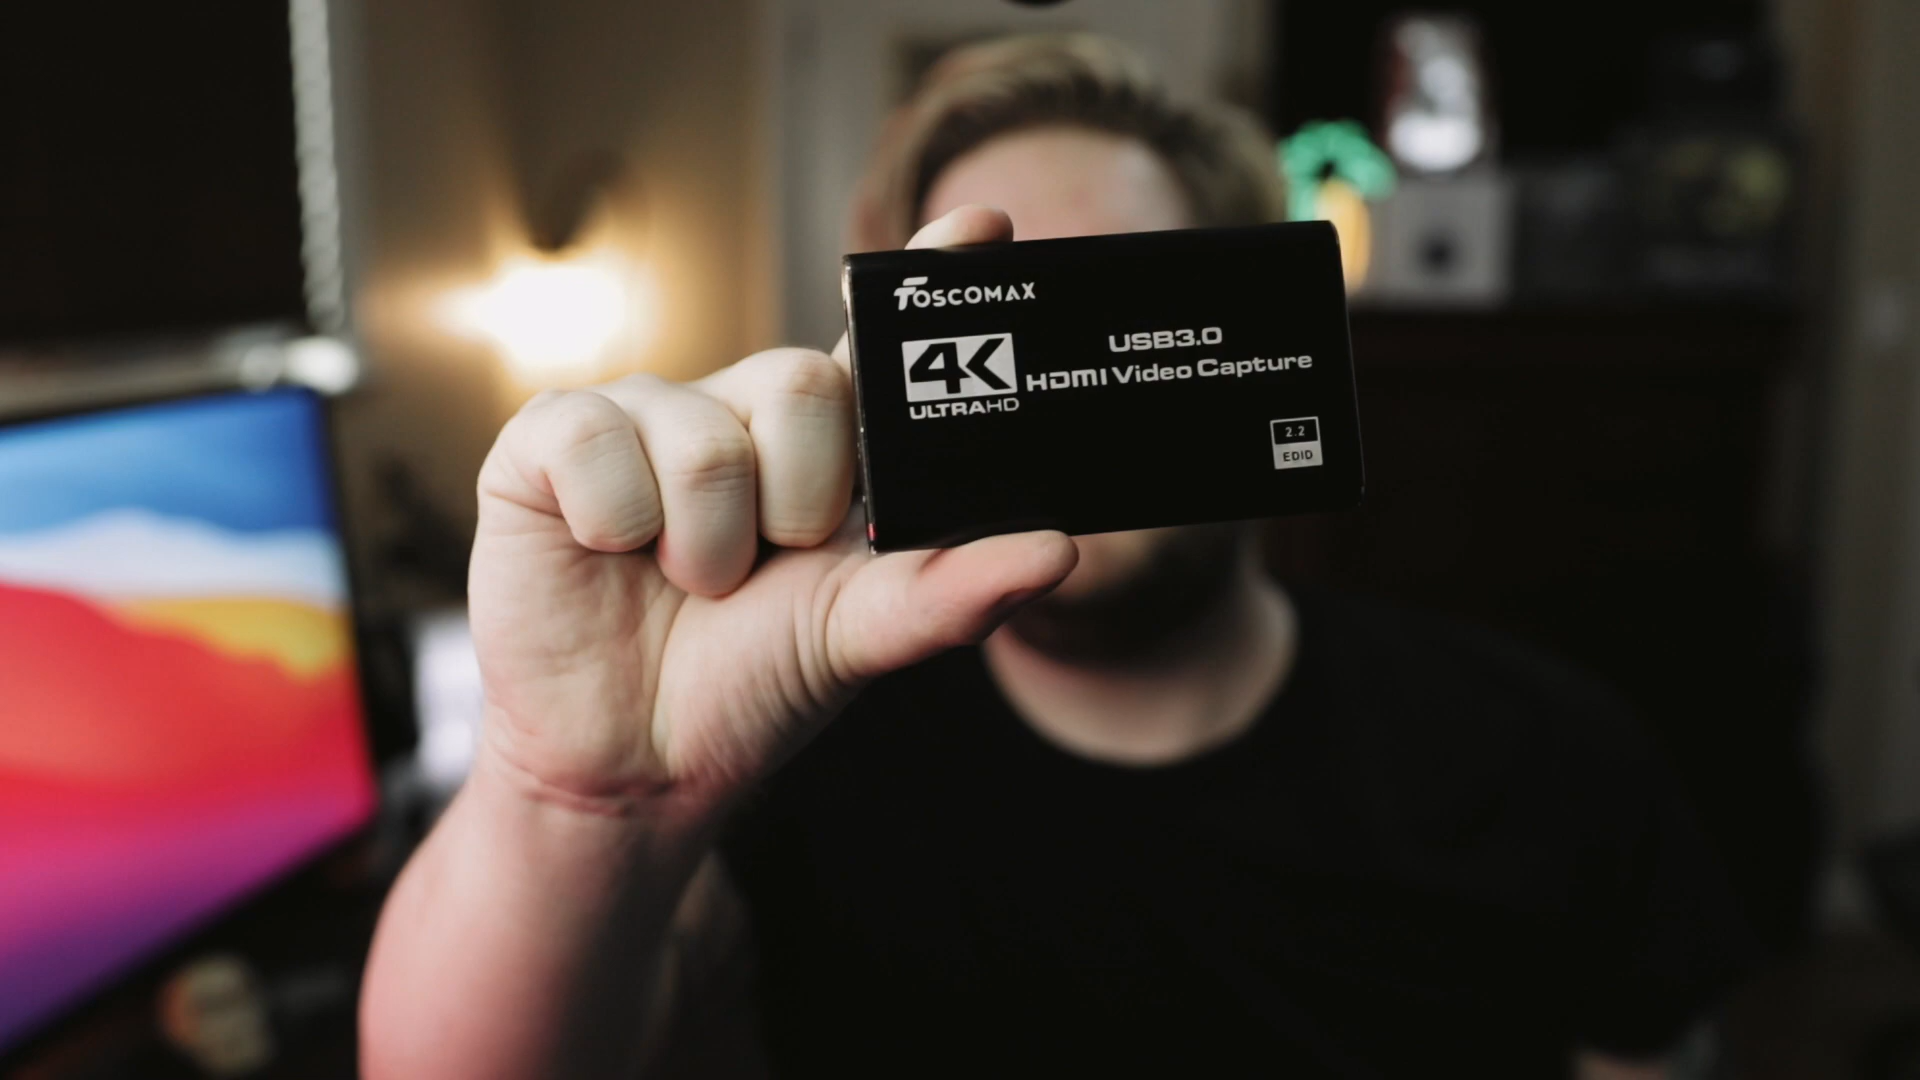 FOSCOMAX
4K
ULTRAHD
USB3.0
HDMI Video Capture
2.2
EDID